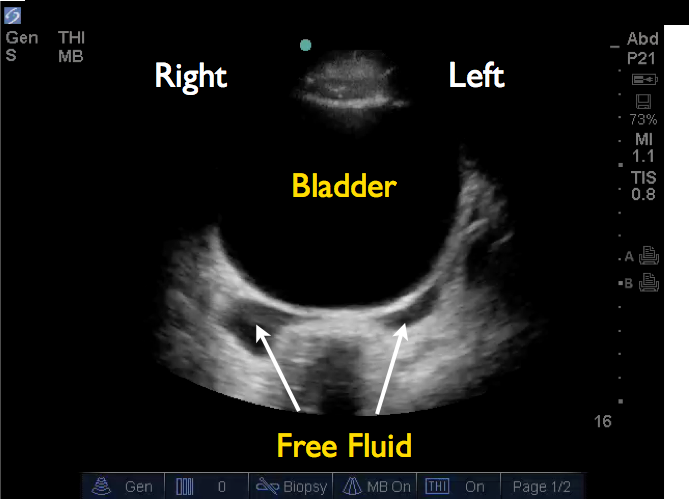 Gen
S
THI
MB
Right
Left
Abd
P21
73%
MI
1.1
TIS
0.8
Bladder
A
B
16
Free Fluid
Gen
0
Biopsy
MB On
THI
On
Page 1/2